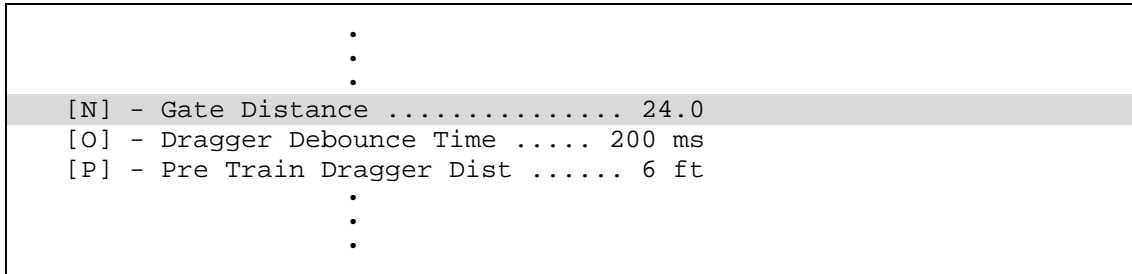 •
•
•
[N] - Gate Distance ............... 24.0
[O] - Dragger Debounce Time ..... 200 ms
[P] - Pre Train Dragger Dist ...... 6 ft
•
•
•